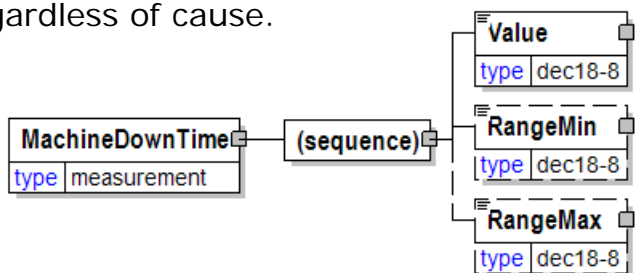 gardless of cause.
Value
type dec18-8
MachineDownTime
type measurement
(sequence)
RangeMin
type dec18-8
RangeMax
type dec18-8